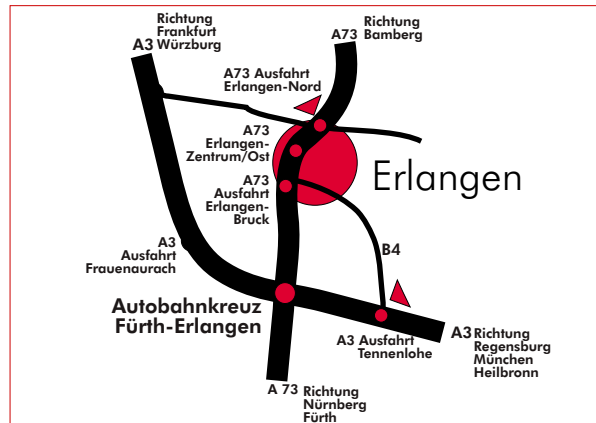 Richtung
Frankfurt
Würzburg
A3
Richtung
Bamberg
A73
A73 Ausfahrt
Erlangen-Nord
A73
Erlangen-
Zentrum/Ost
A73
Ausfahrt
Erlangen-
Bruck
Erlangen
A3
Ausfahrt
Frauenaurach
B4
Autobahnkreuz
Fürth-Erlangen
A3 Ausfahrt
Tennenlohe
A3 Richtung
Regensburg
München
Heilbronn
A 73 Richtung
Nürnberg
Fürth